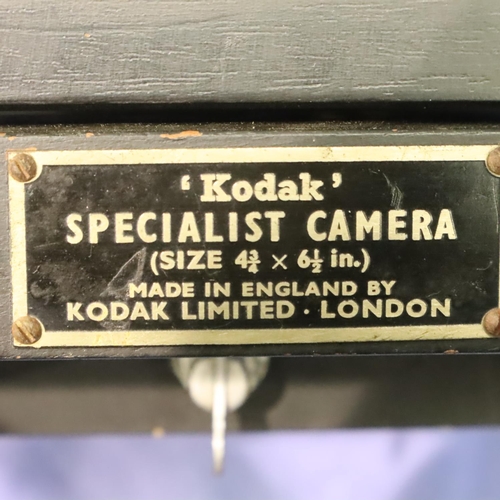 ‘Kodak’
SPECIALIST CAMERA
(SIZE 4¾ × 6½ in.)
MADE IN ENGLAND BY
KODAK LIMITED · LONDON